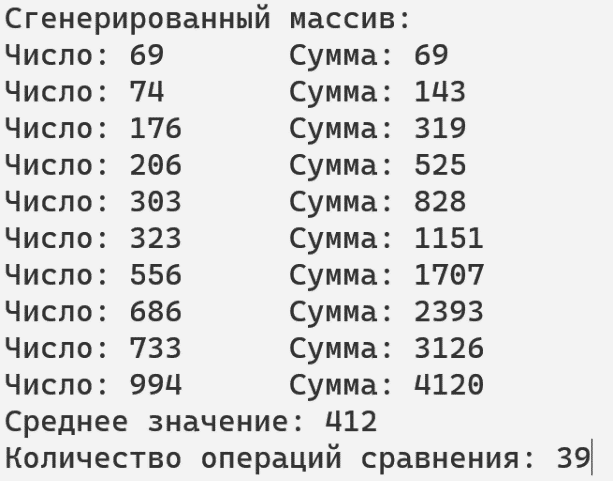 Сгенерированный массив:
Число: 69 Сумма: 69
Число: 74 Сумма: 143
Число: 176 Сумма: 319
Число: 206 Сумма: 525
Число: 303 Сумма: 828
Число: 323 Сумма: 1151
Число: 556 Сумма: 1707
Число: 686 Сумма: 2393
Число: 733 Сумма: 3126
Число: 994 Сумма: 4120
Среднее значение: 412
Количество операций сравнения: 39